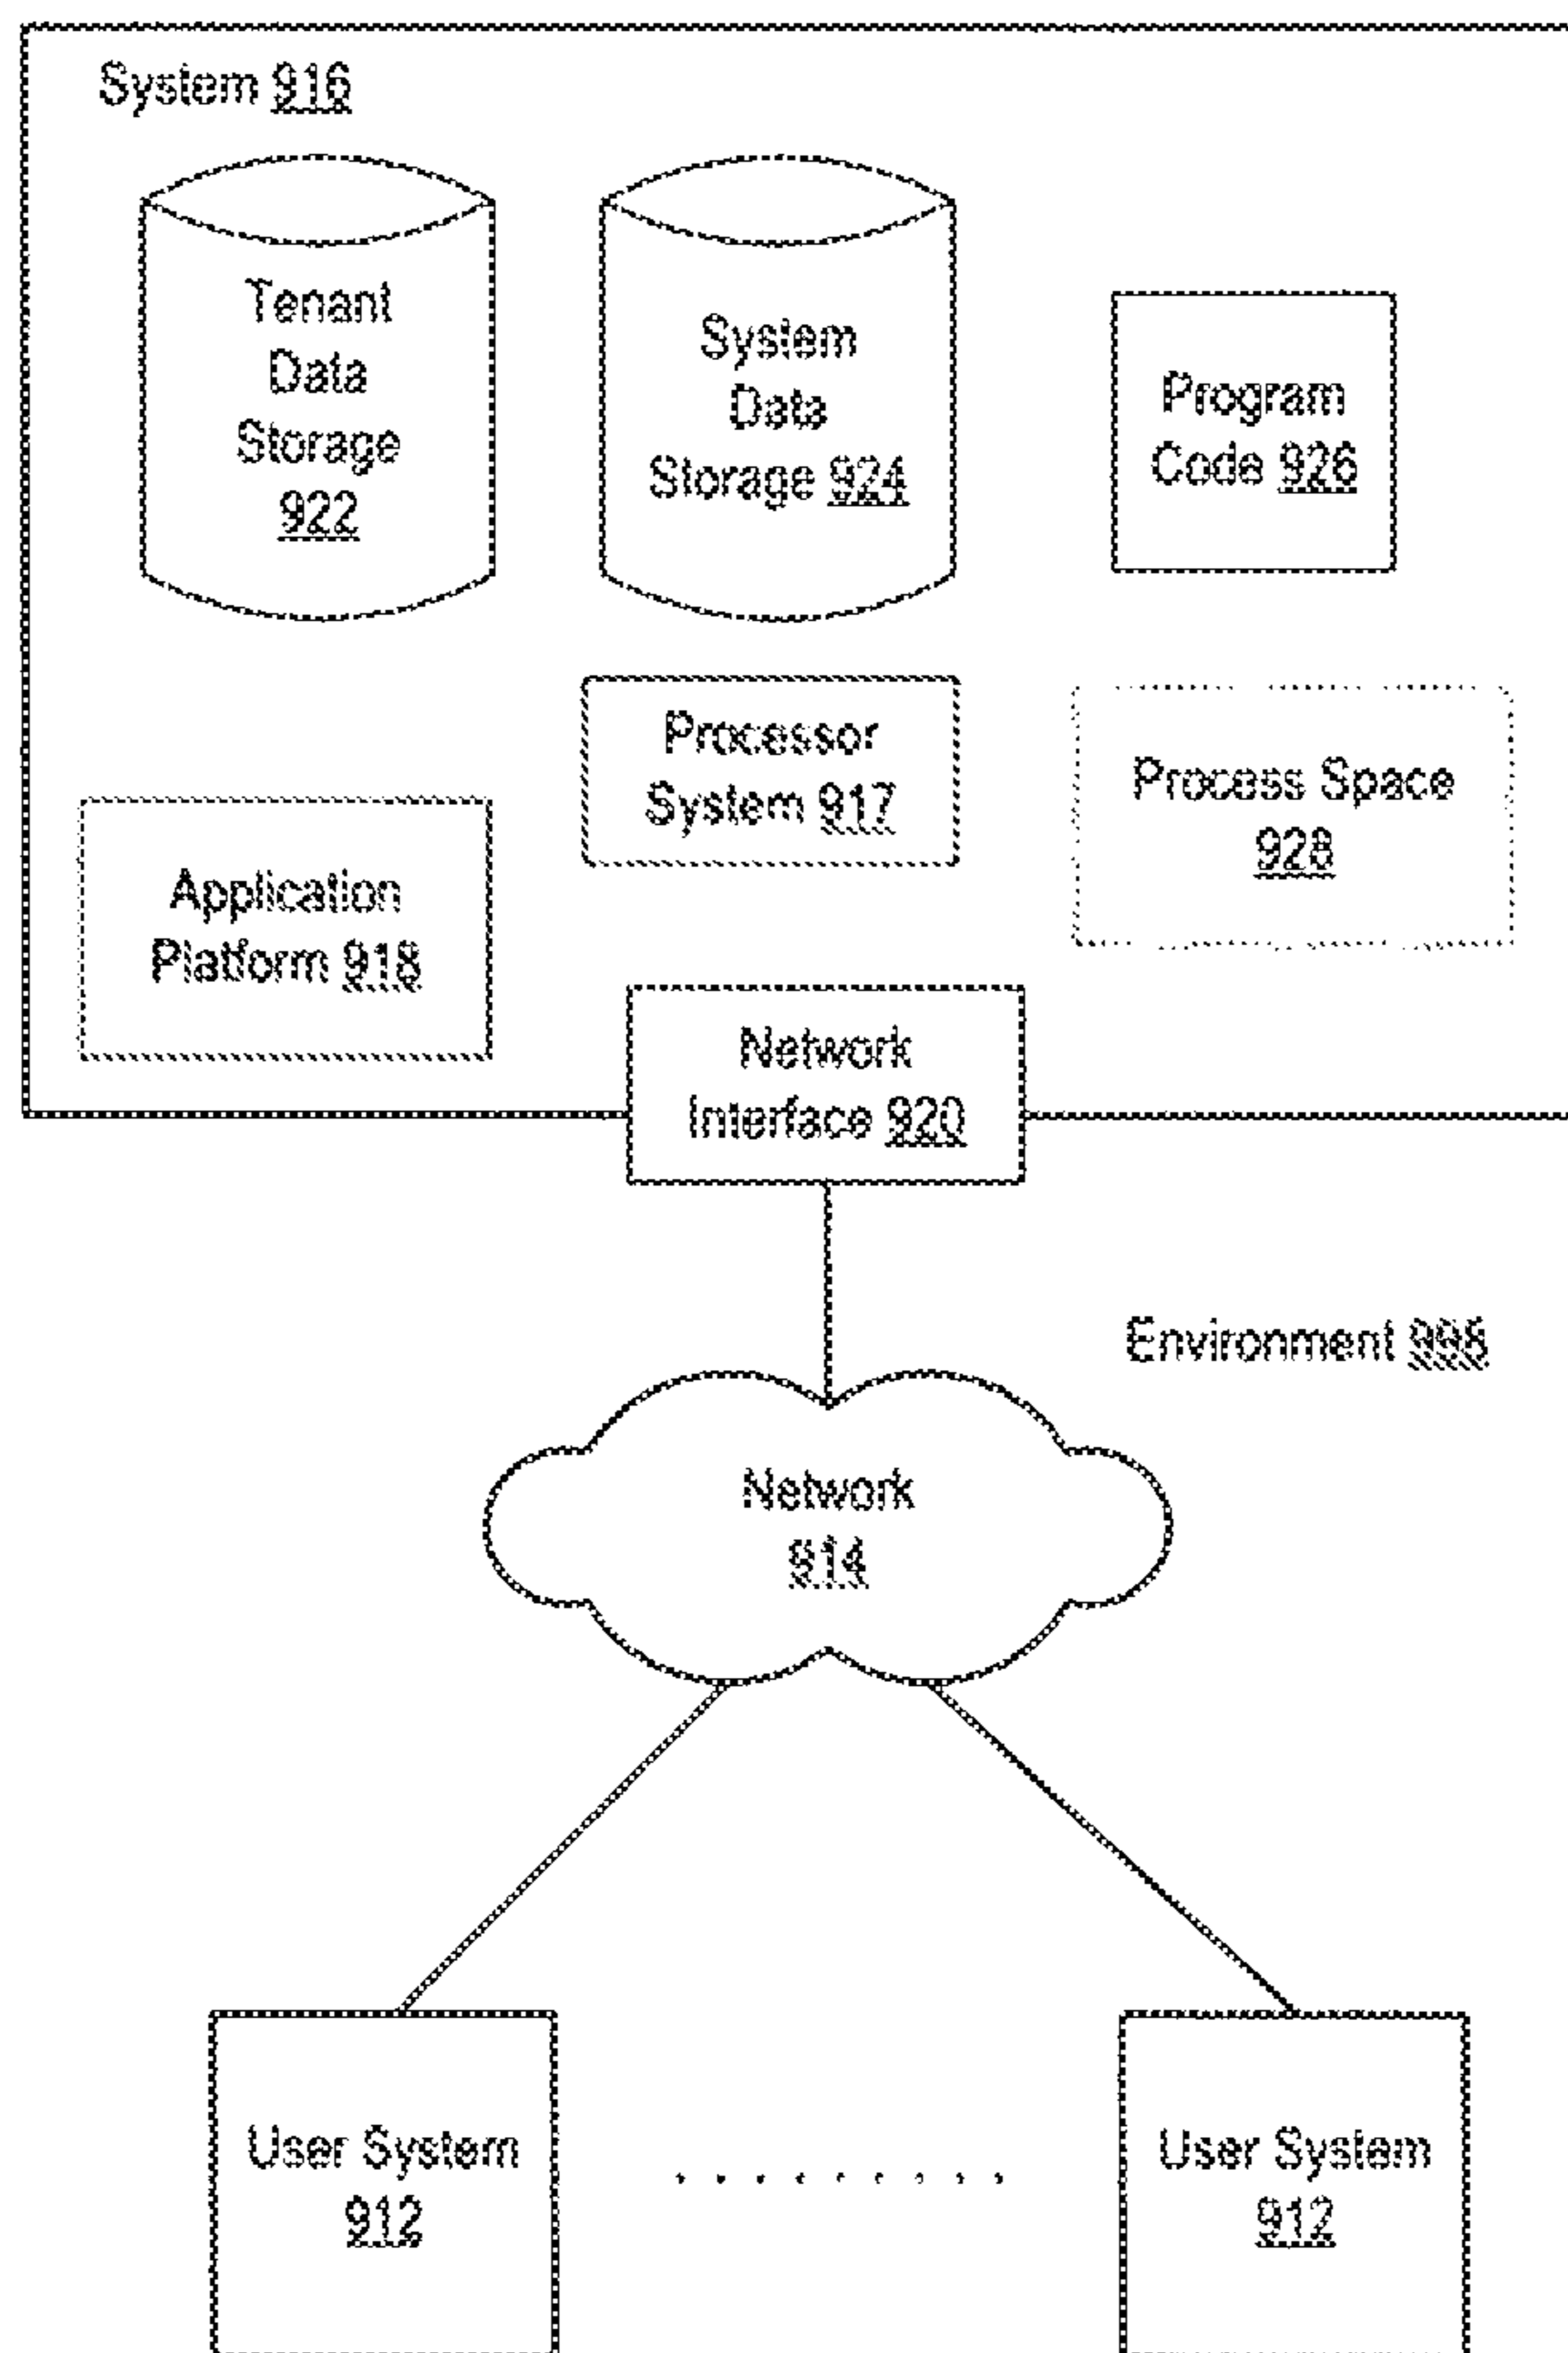 System 916
Tenant
Data
Storage
922
System
Data
Storage 924
Program
Code 926
Processor
System 917
Process Space
928
Application
Platform 918
Network
Interface 920
Environment
Network
914
User System
912
User System
912